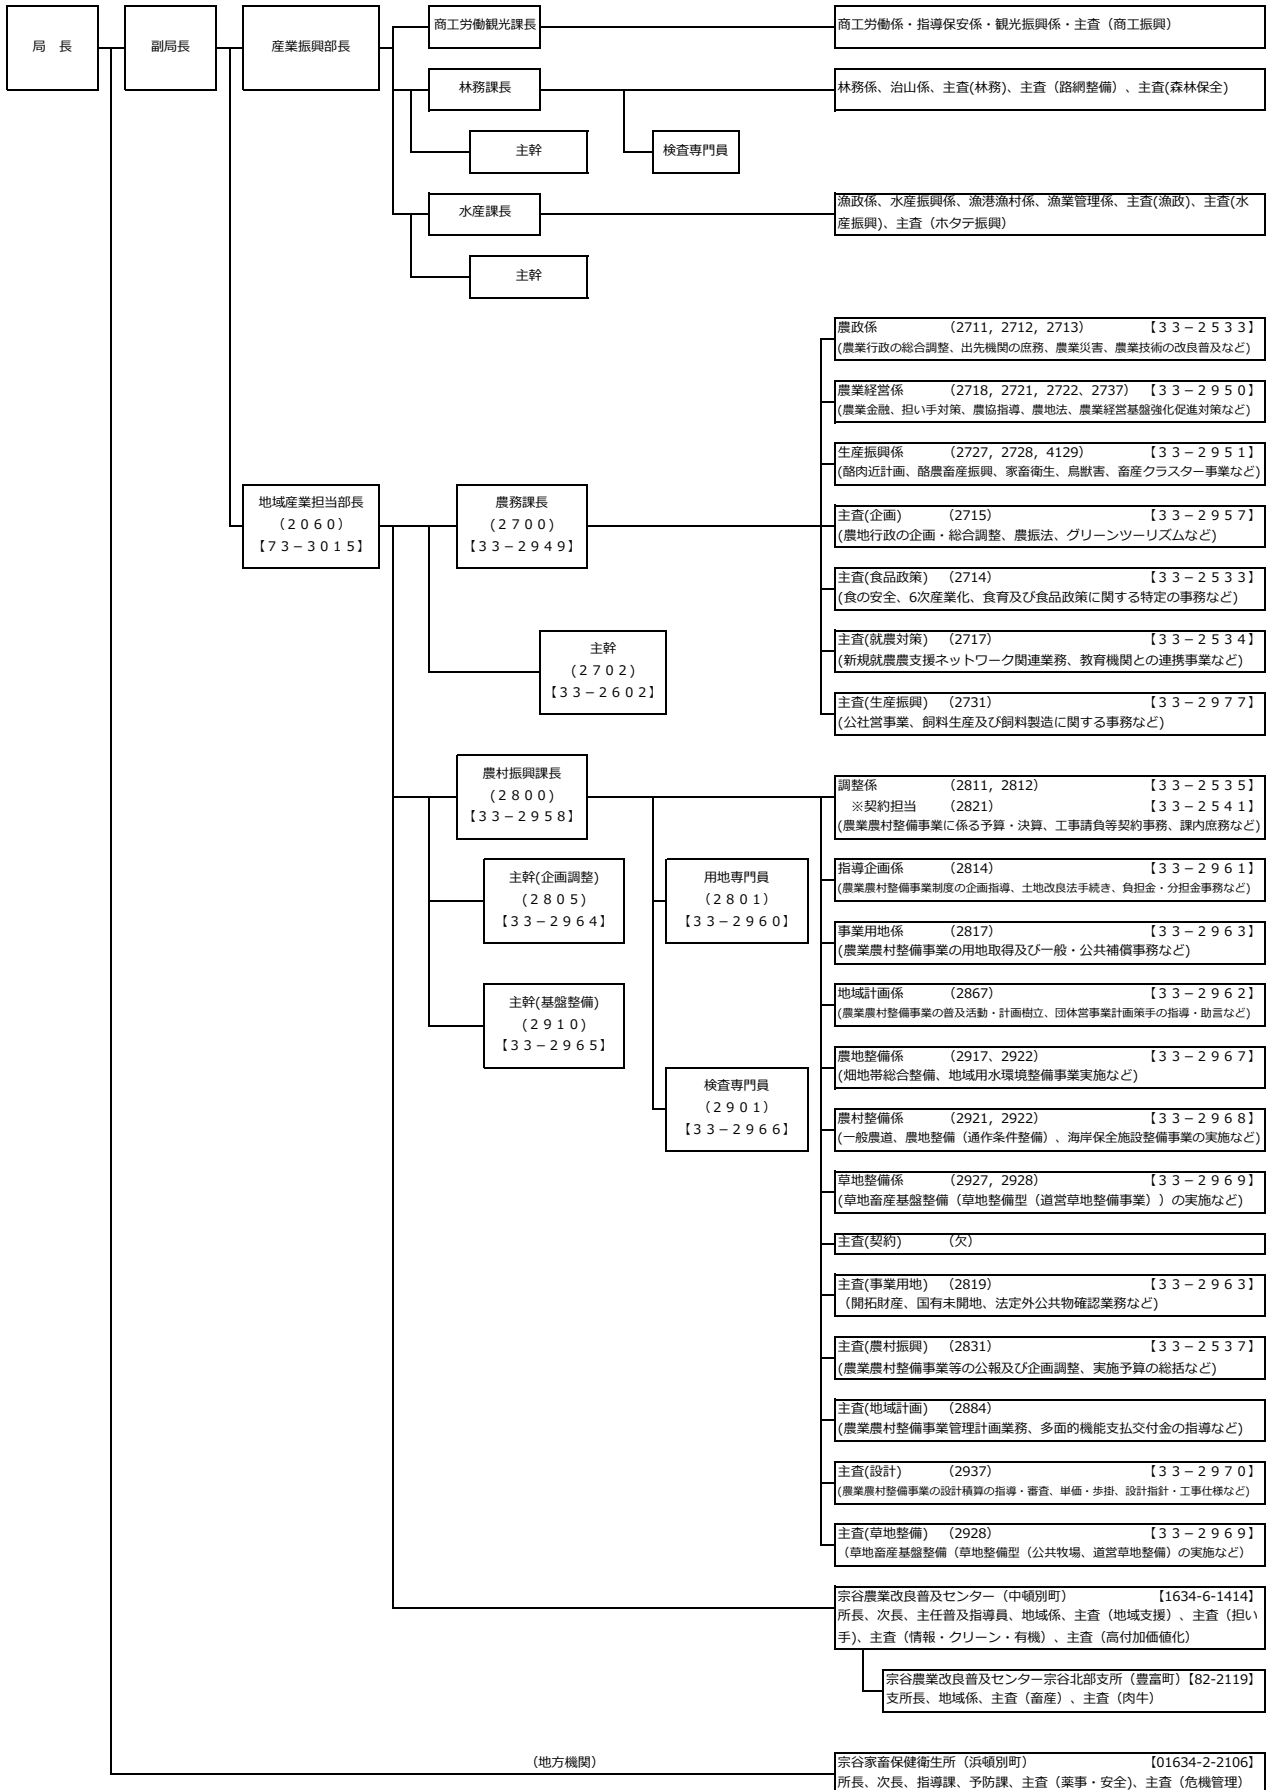 局　長
副局長
産業振興部長
商工労働観光課長
商工労働係・指導保安係・観光振興係・主査（商工振興）
林務課長
林務係、治山係、主査(林務)、主査（路網整備）、主査(森林保全)
主幹
検査専門員
水産課長
漁政係、水産振興係、漁港漁村係、漁業管理係、主査(漁政)、主査(水
産振興)、主査（ホタテ振興）
主幹
農政係　（2711，2712，2713）　【３３－２５３３】
(農業行政の総合調整、出先機関の庶務、農業災害、農業技術の改良普及など)
農業経営係　（2718，2721，2722、2737）　【３３－２９５０】
(農業金融、担い手対策、農協指導、農地法、農業経営基盤強化促進対策など)
生産振興係　（2727，2728，4129）　【３３－２９５１】
(酪肉近計画、酪農畜産振興、家畜衛生、鳥獣害、畜産クラスター事業など)
地域産業担当部長
（２０６０）
【７３－３０１５】
農務課長
(２７００)
【３３－２９４９】
主査(企画)　（2715）　【３３－２９５７】
(農地行政の企画・総合調整、農振法、グリーンツーリズムなど)
主査(食品政策)　（2714）　【３３－２５３３】
(食の安全、6次産業化、食育及び食品政策に関する特定の事務など)
主幹
(２７０２)
【３３－２６０２】
主査(就農対策)　（2717）　【３３－２５３４】
(新規就農農支援ネットワーク関連業務、教育機関との連携事業など)
主査(生産振興)　（2731）　【３３－２９７７】
(公社営事業、飼料生産及び飼料製造に関する事務など)
農村振興課長
(２８００)
【３３－２９５８】
調整係　（2811，2812）　【３３－２５３５】
※契約担当　（2821）　【３３－２５４１】
(農業農村整備事業に係る予算・決算、工事請負等契約事務、課内庶務など)
主幹(企画調整)
(２８０５)
【３３－２９６４】
用地専門員
（２８０１）
【３３－２９６０】
指導企画係　（2814）　【３３－２９６１】
(農業農村整備事業制度の企画指導、土地改良法手続き、負担金・分担金事務など)
事業用地係　（2817）　【３３－２９６３】
(農業農村整備事業の用地取得及び一般・公共補償事務など)
主幹(基盤整備)
(２９１０)
【３３－２９６５】
地域計画係　（2867）　【３３－２９６２】
(農業農村整備事業の普及活動・計画樹立、団体営事業計画策手の指導・助言など)
農地整備係　（2917、2922）　【３３－２９６７】
(畑地帯総合整備、地域用水環境整備事業実施など)
検査専門員
（２９０１）
【３３－２９６６】
農村整備係　（2921，2922）　【３３－２９６８】
(一般農道、農地整備（通作条件整備）、海岸保全施設整備事業の実施など)
草地整備係　（2927，2928）　【３３－２９６９】
(草地畜産基盤整備（草地整備型（道営草地整備事業））の実施など)
主査(契約)　（欠）
主査(事業用地)　（2819）　【３３－２９６３】
（開拓財産、国有未開地、法定外公共物確認業務など)
主査(農村振興)　（2831）　【３３－２５３７】
(農業農村整備事業等の公報及び企画調整、実施予算の総括など)
主査(地域計画)　（2884）
(農業農村整備事業管理計画業務、多面的機能支払交付金の指導など)
主査(設計)　（2937）　【３３－２９７０】
(農業農村整備事業の設計積算の指導・審査、単価・歩掛、設計指針・工事仕様など)
主査(草地整備)　（2928）　【３３－２９６９】
（草地畜産基盤整備（草地整備型（公共牧場、道営草地整備）の実施など）
宗谷農業改良普及センター（中頓別町）　【1634-6-1414】
所長、次長、主任普及指導員、地域係、主査（地域支援）、主査（担い
手)、主査（情報・クリーン・有機）、主査（高付加価値化）
宗谷農業改良普及センター宗谷北部支所（豊富町）【82-2119】
支所長、地域係、主査（畜産）、主査（肉牛）
（地方機関）
宗谷家畜保健衛生所（浜頓別町）　【01634-2-2106】
所長、次長、指導課、予防課、主査（薬事・安全)、主査（危機管理）